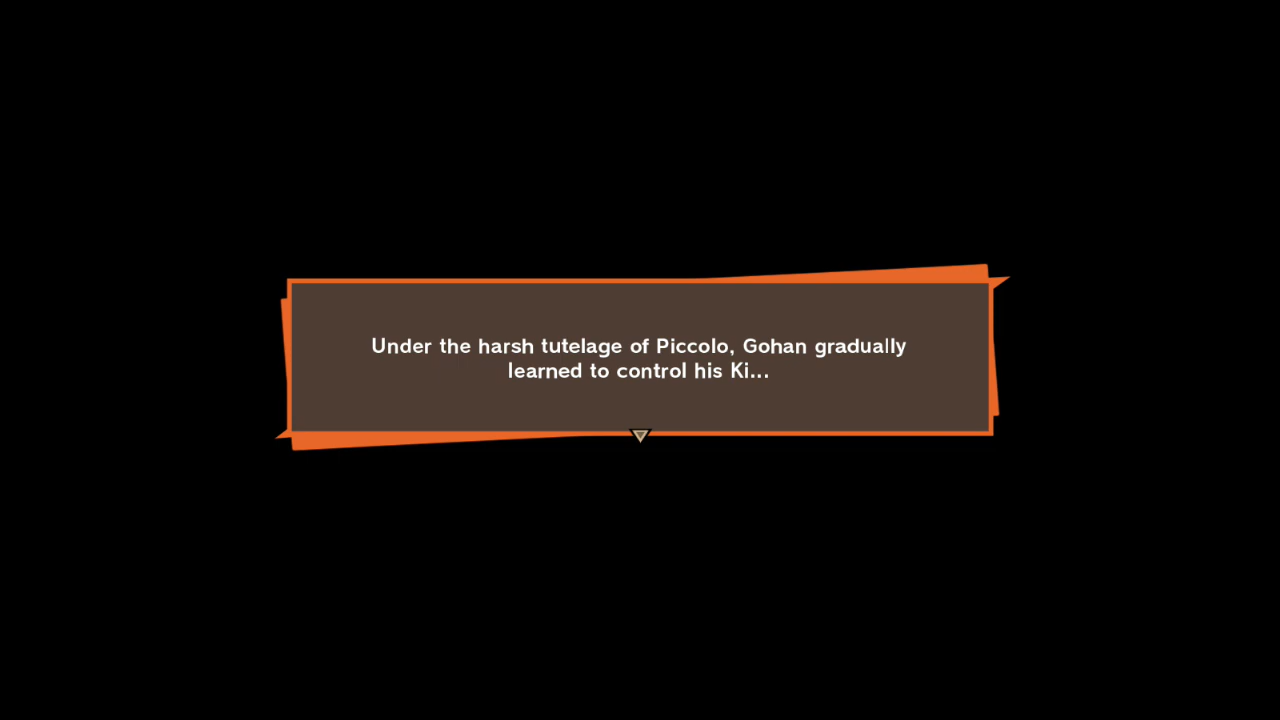 Under the harsh tutelage of Piccolo, Gohan gradually
learned to control his Ki...